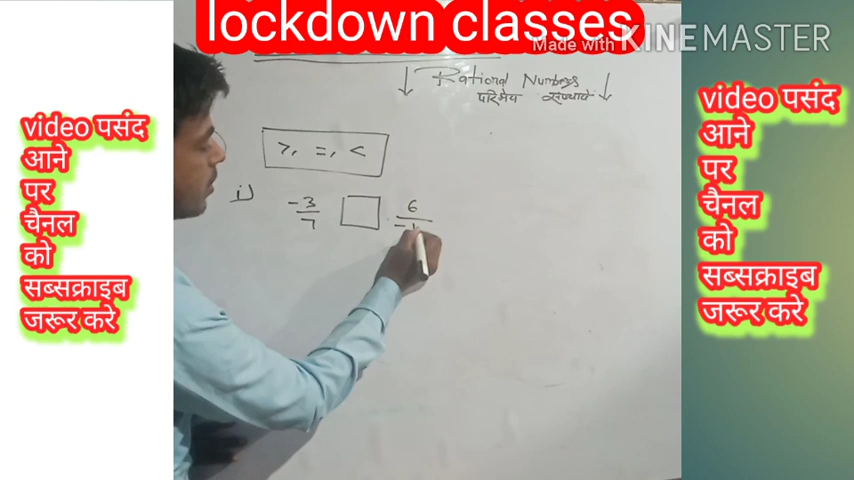 lockdown classes
Made with KINEMASTER
↓ Rational Numbers ↓
परिमेय संख्याये
video पसंद
आने
पर
चैनल
को
सब्सक्राइब
जरूर करे
>, =, <
i) -3/7 □ 6/-1
video पसंद
आने
पर
चैनल
को
सब्सक्राइब
जरूर करे